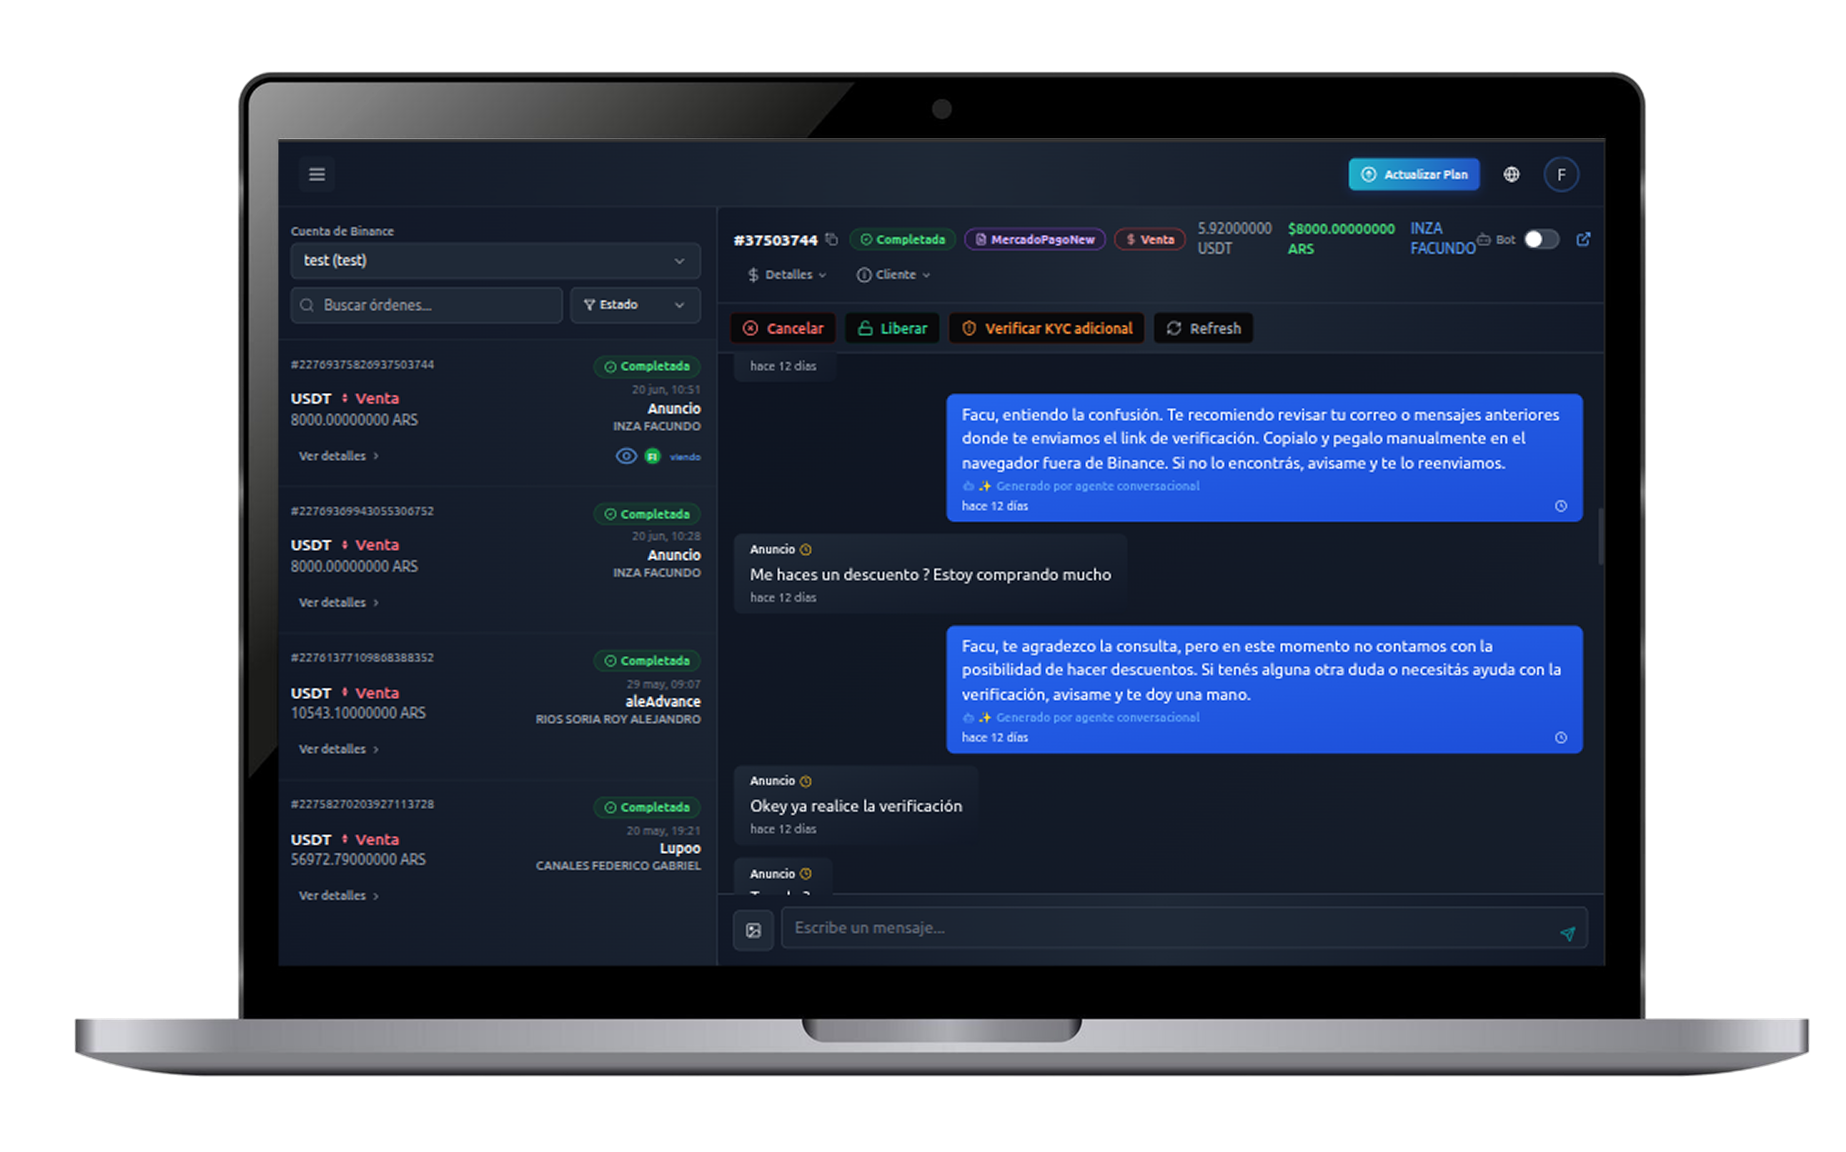 Actualizar Plan
F
Cuenta de Binance
test (test)
Buscar órdenes...
Estado
#22769375826937503744
Completada
20 jun, 10:51
USDT Venta
Anuncio
8000.00000000 ARS
INZA FACUNDO
Ver detalles
FI
viendo
#22769369943055306752
Completada
20 jun, 10:28
USDT Venta
Anuncio
8000.00000000 ARS
INZA FACUNDO
Ver detalles
#22761377109868388352
Completada
29 may, 09:07
USDT Venta
aleAdvance
10543.10000000 ARS
RIOS SORIA ROY ALEJANDRO
Ver detalles
#22758270203927113728
Completada
20 may, 19:21
USDT Venta
Lupoo
56972.79000000 ARS
CANALES FEDERICO GABRIEL
Ver detalles
#37503744
Completada
MercadoPagoNew
$ Venta
5.92000000
USDT
$8000.00000000
ARS
INZA
FACUNDO
Bot
$ Detalles
Cliente
Cancelar
Liberar
Verificar KYC adicional
Refresh
hace 12 días
Facu, entiendo la confusión. Te recomiendo revisar tu correo o mensajes anteriores
donde te enviamos el link de verificación. Copialo y pegalo manualmente en el
navegador fuera de Binance. Si no lo encontrás, avisame y te lo reenviamos.
Generado por agente conversacional
hace 12 días
Anuncio
Me haces un descuento ? Estoy comprando mucho
hace 12 días
Facu, te agradezco la consulta, pero en este momento no contamos con la
posibilidad de hacer descuentos. Si tenés alguna otra duda o necesitás ayuda con la
verificación, avisame y te doy una mano.
Generado por agente conversacional
hace 12 días
Anuncio
Okey ya realice la verificación
hace 12 días
Anuncio
Escribe un mensaje...